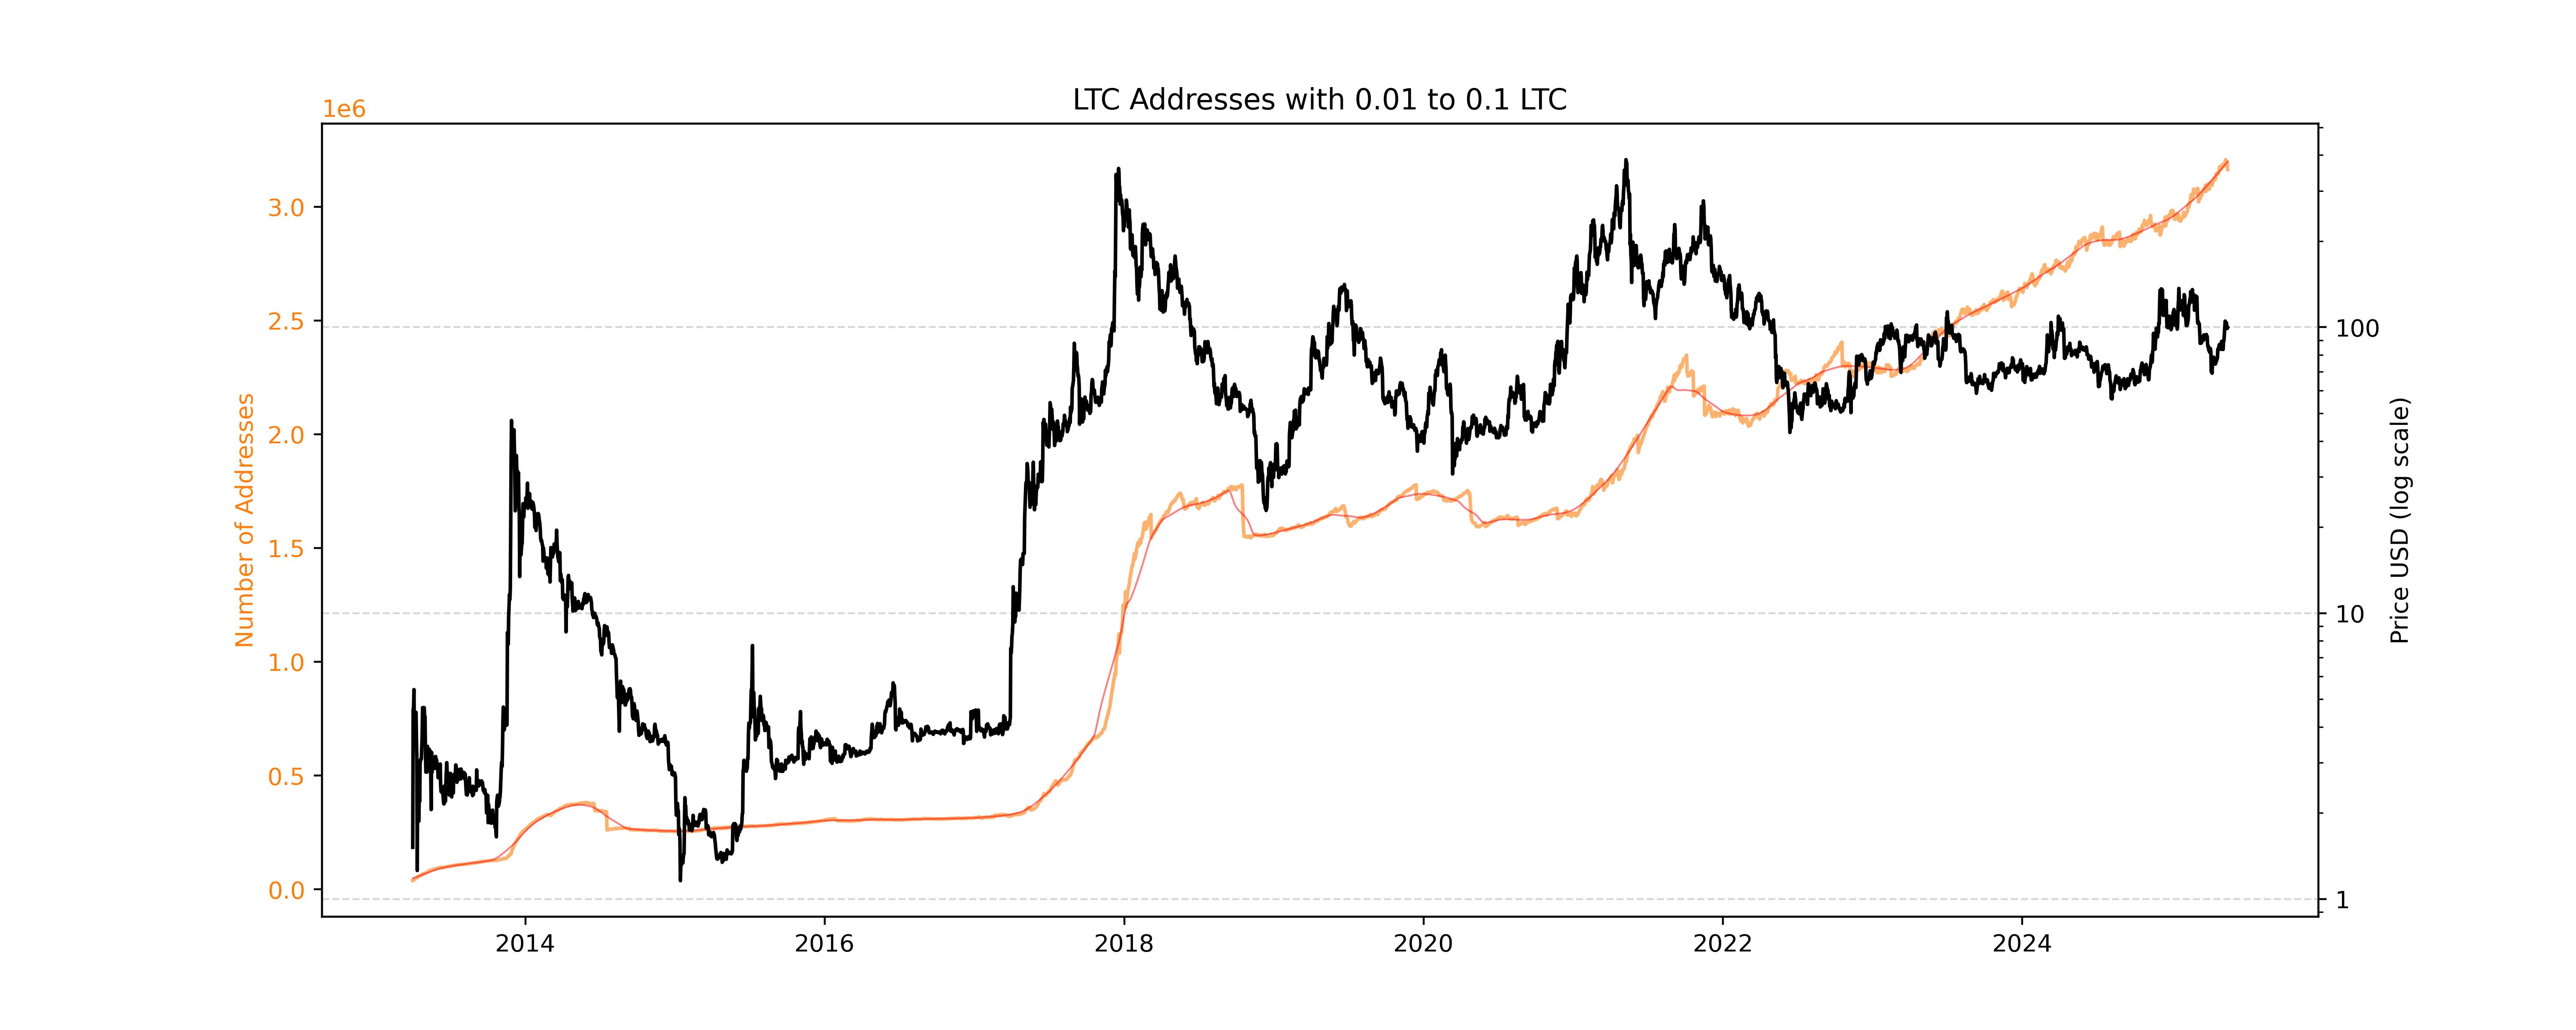 LTC Addresses with 0.01 to 0.1 LTC
1e6
Number of Addresses
3.0
2.5
2.0
1.5
1.0
0.5
0.0
100
10
1
Price USD (log scale)
2014 2016 2018 2020 2022 2024